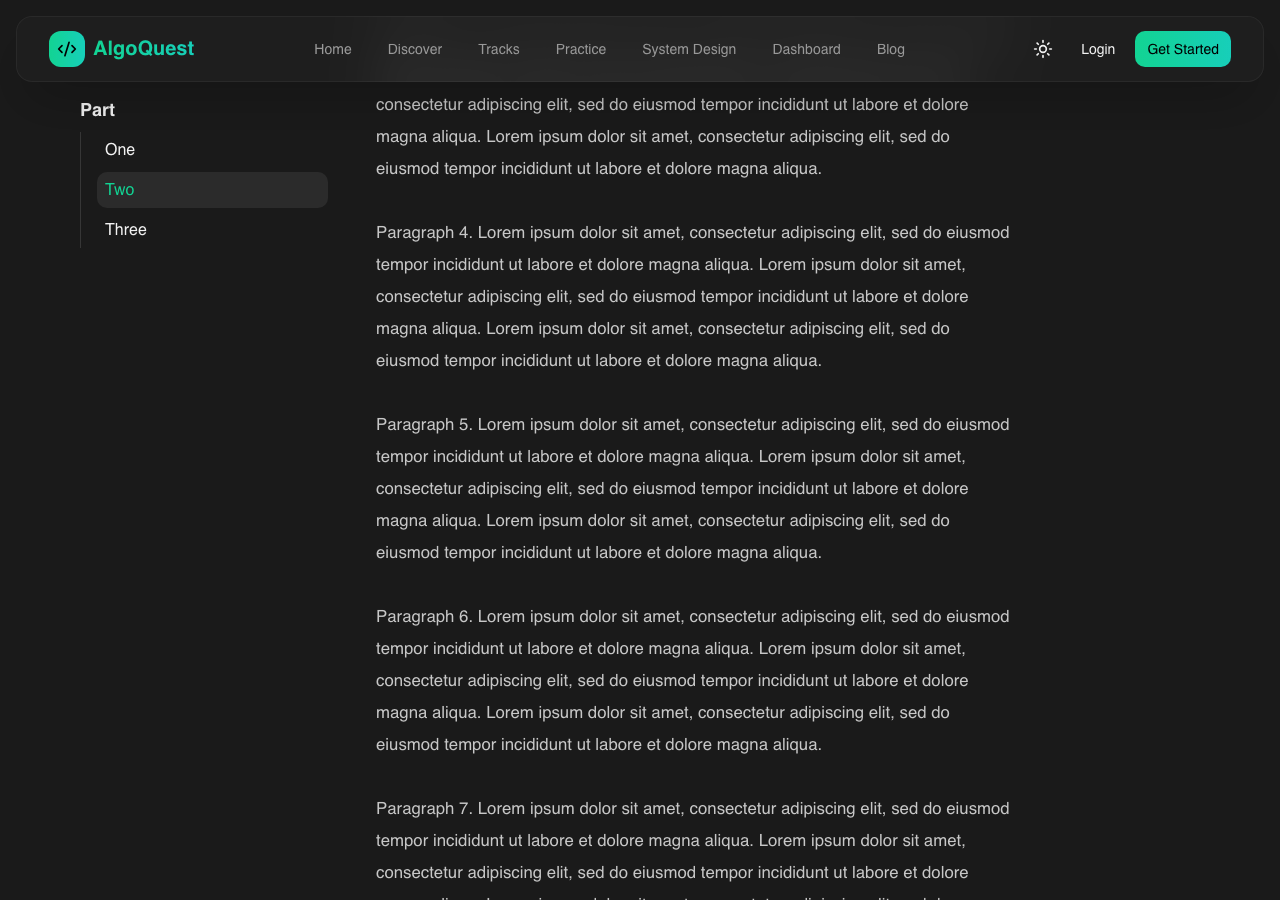 AlgoQuest
Home Discover Tracks Practice System Design Dashboard Blog
Login Get Started
Part
One
Two
Three
consectetur adipiscing elit, sed do eiusmod tempor incididunt ut labore et dolore
magna aliqua. Lorem ipsum dolor sit amet, consectetur adipiscing elit, sed do
eiusmod tempor incididunt ut labore et dolore magna aliqua.
Paragraph 4. Lorem ipsum dolor sit amet, consectetur adipiscing elit, sed do eiusmod
tempor incididunt ut labore et dolore magna aliqua. Lorem ipsum dolor sit amet,
consectetur adipiscing elit, sed do eiusmod tempor incididunt ut labore et dolore
magna aliqua. Lorem ipsum dolor sit amet, consectetur adipiscing elit, sed do
eiusmod tempor incididunt ut labore et dolore magna aliqua.
Paragraph 5. Lorem ipsum dolor sit amet, consectetur adipiscing elit, sed do eiusmod
tempor incididunt ut labore et dolore magna aliqua. Lorem ipsum dolor sit amet,
consectetur adipiscing elit, sed do eiusmod tempor incididunt ut labore et dolore
magna aliqua. Lorem ipsum dolor sit amet, consectetur adipiscing elit, sed do
eiusmod tempor incididunt ut labore et dolore magna aliqua.
Paragraph 6. Lorem ipsum dolor sit amet, consectetur adipiscing elit, sed do eiusmod
tempor incididunt ut labore et dolore magna aliqua. Lorem ipsum dolor sit amet,
consectetur adipiscing elit, sed do eiusmod tempor incididunt ut labore et dolore
magna aliqua. Lorem ipsum dolor sit amet, consectetur adipiscing elit, sed do
eiusmod tempor incididunt ut labore et dolore magna aliqua.
Paragraph 7. Lorem ipsum dolor sit amet, consectetur adipiscing elit, sed do eiusmod
tempor incididunt ut labore et dolore magna aliqua. Lorem ipsum dolor sit amet,
consectetur adipiscing elit, sed do eiusmod tempor incididunt ut labore et dolore